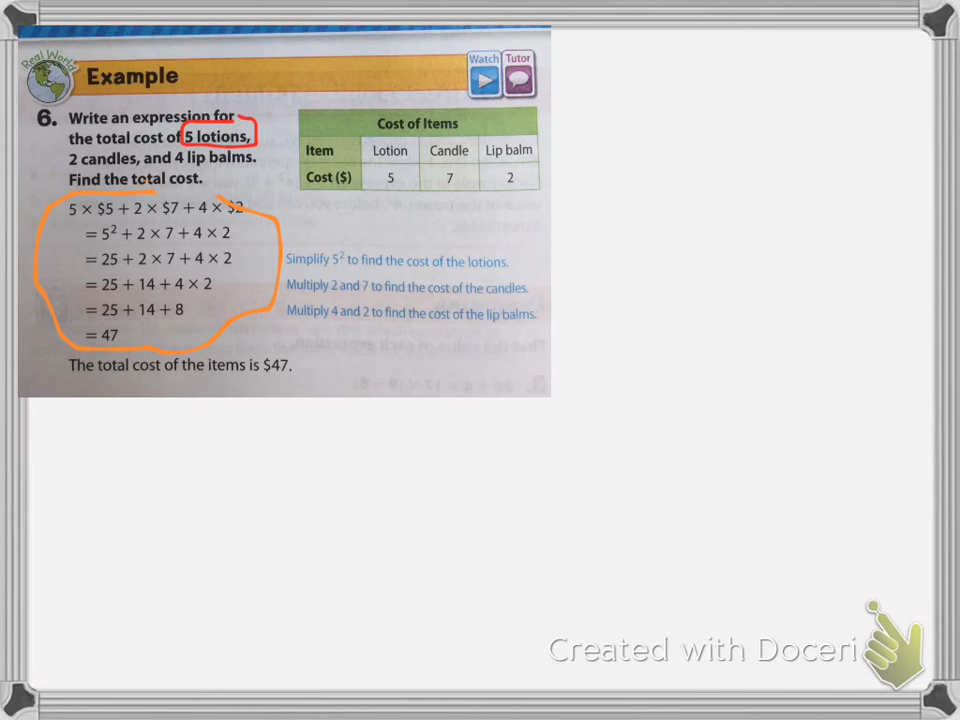 Real World
Example
Watch Tutor
6. Write an expression for
the total cost of 5 lotions,
2 candles, and 4 lip balms.
Find the total cost.
Cost of Items
Item Lotion Candle Lip balm
Cost ($) 5 7 2
5 × $5 + 2 × $7 + 4 × $2
= 5² + 2 × 7 + 4 × 2
= 25 + 2 × 7 + 4 × 2 Simplify 5² to find the cost of the lotions.
= 25 + 14 + 4 × 2 Multiply 2 and 7 to find the cost of the candles.
= 25 + 14 + 8 Multiply 4 and 2 to find the cost of the lip balms.
= 47
The total cost of the items is $47.
Created with Doceri